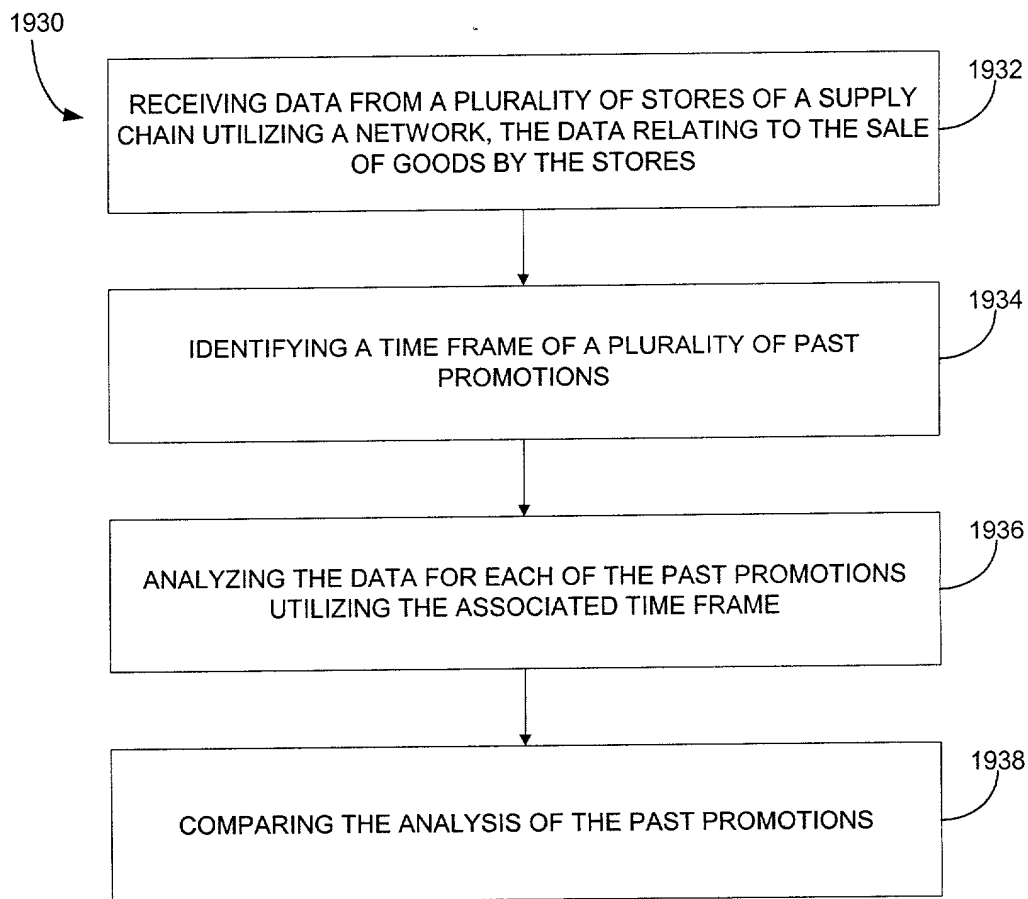 1930
1932
RECEIVING DATA FROM A PLURALITY OF STORES OF A SUPPLY
CHAIN UTILIZING A NETWORK, THE DATA RELATING TO THE SALE
OF GOODS BY THE STORES
1934
IDENTIFYING A TIME FRAME OF A PLURALITY OF PAST
PROMOTIONS
1936
ANALYZING THE DATA FOR EACH OF THE PAST PROMOTIONS
UTILIZING THE ASSOCIATED TIME FRAME
1938
COMPARING THE ANALYSIS OF THE PAST PROMOTIONS